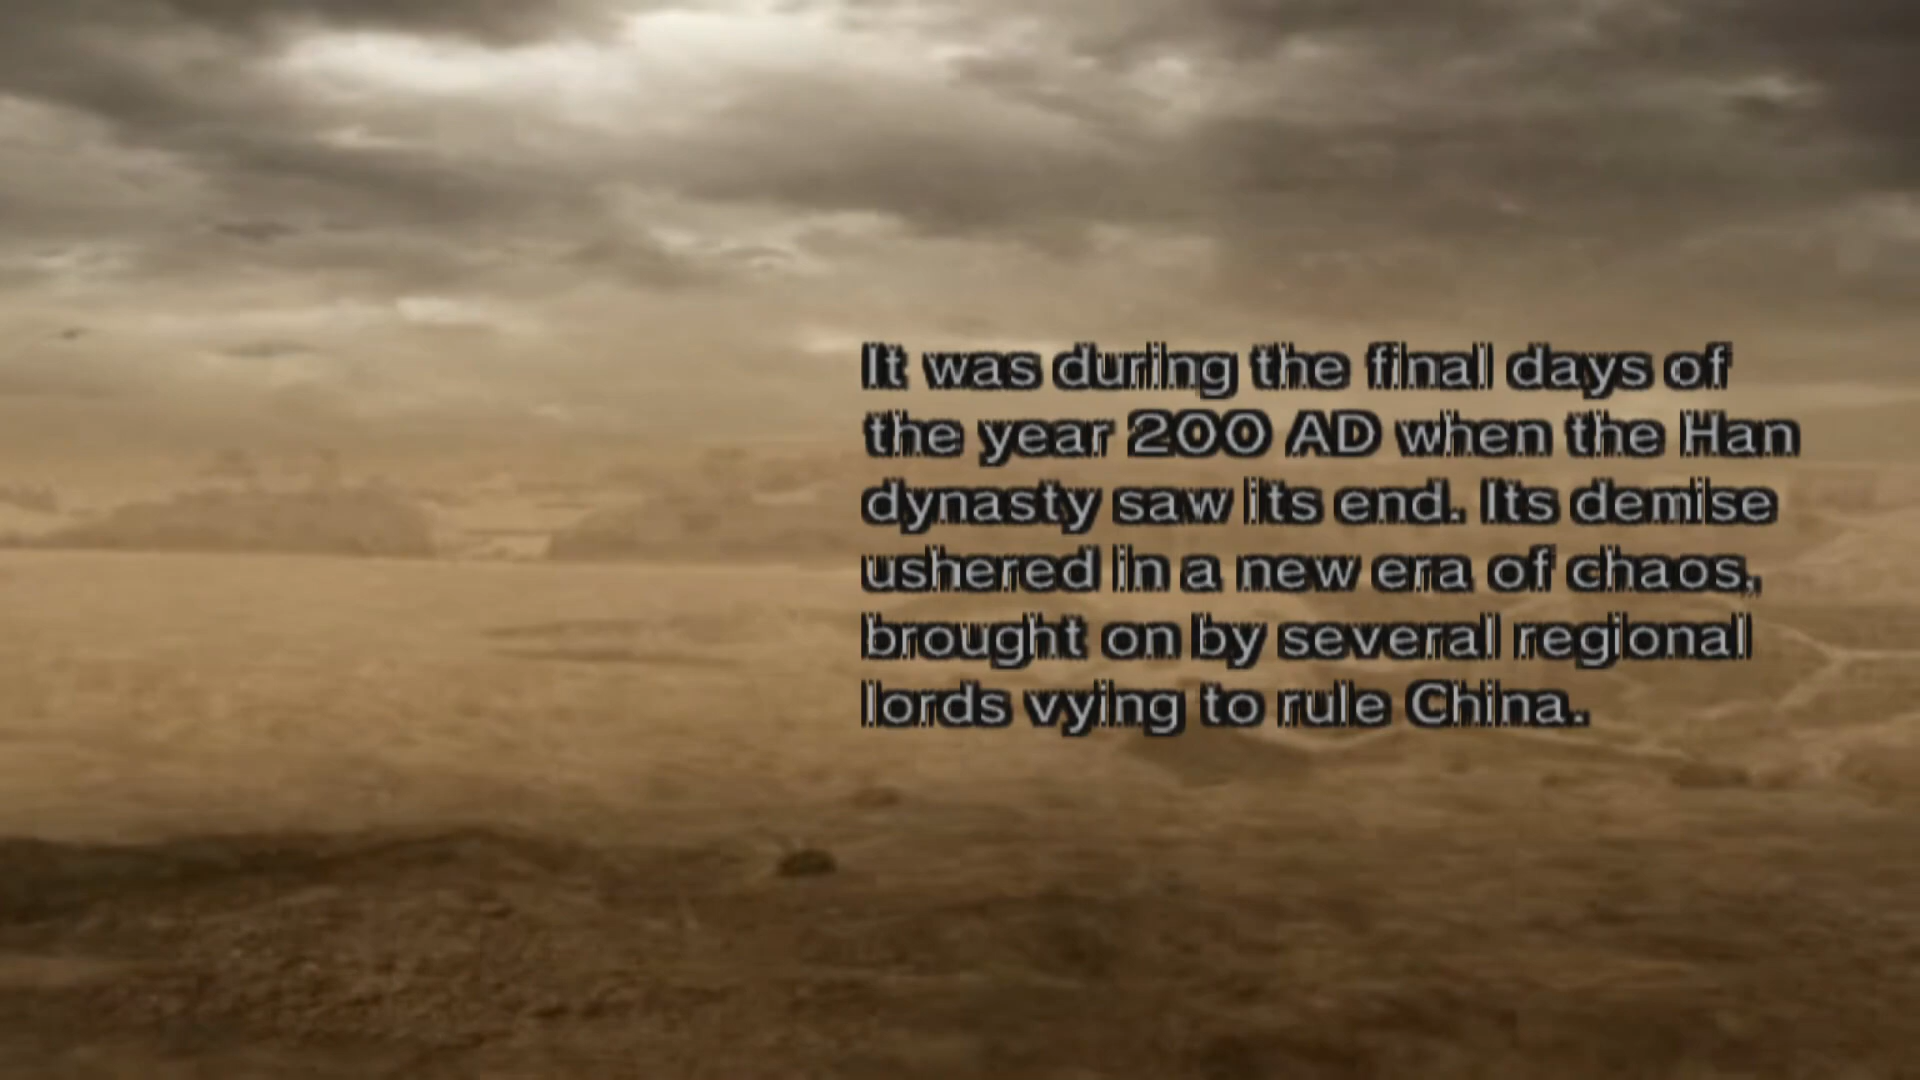 It was during the final days of
the year 200 AD when the Han
dynasty saw its end. Its demise
ushered in a new era of chaos,
brought on by several regional
lords vying to rule China.